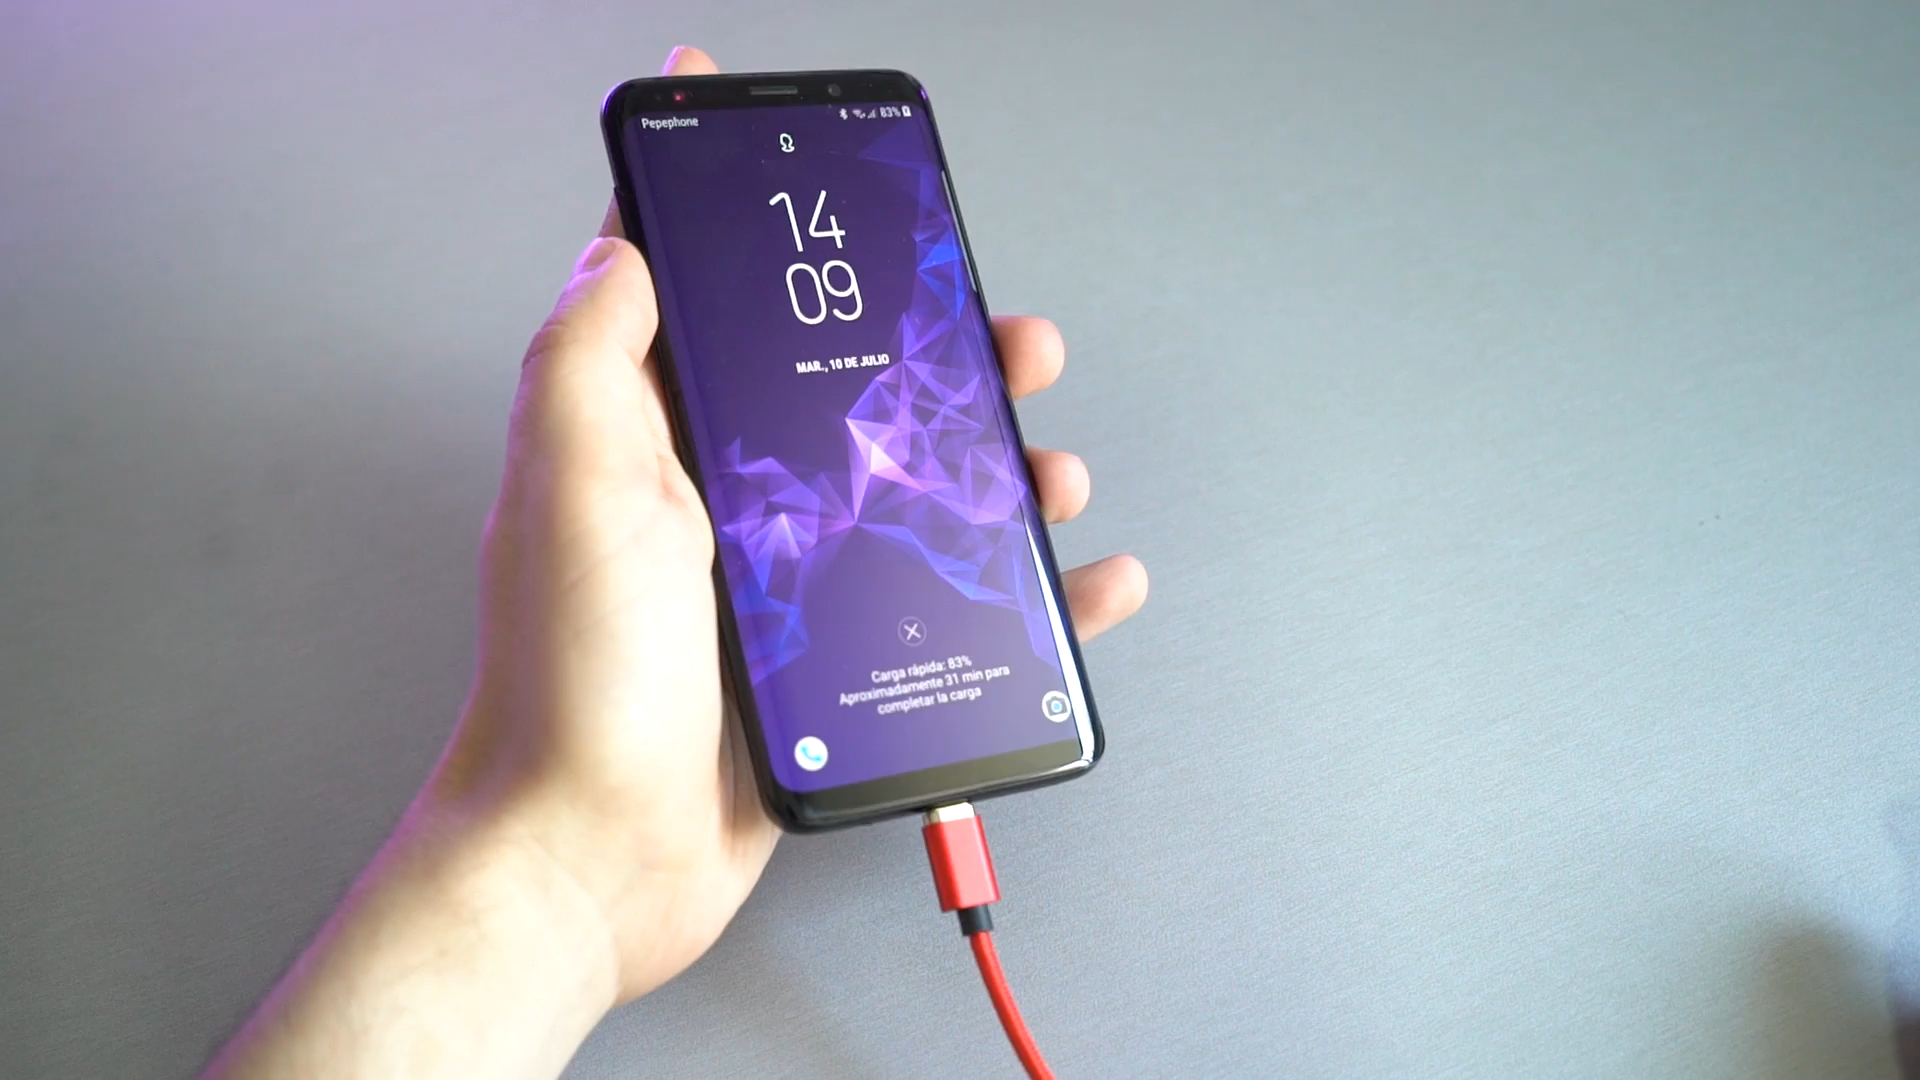 Pepephone 83%
14
09
MAR., 10 DE JULIO
Carga rápida: 83%
Aproximadamente 31 min para
completar la carga